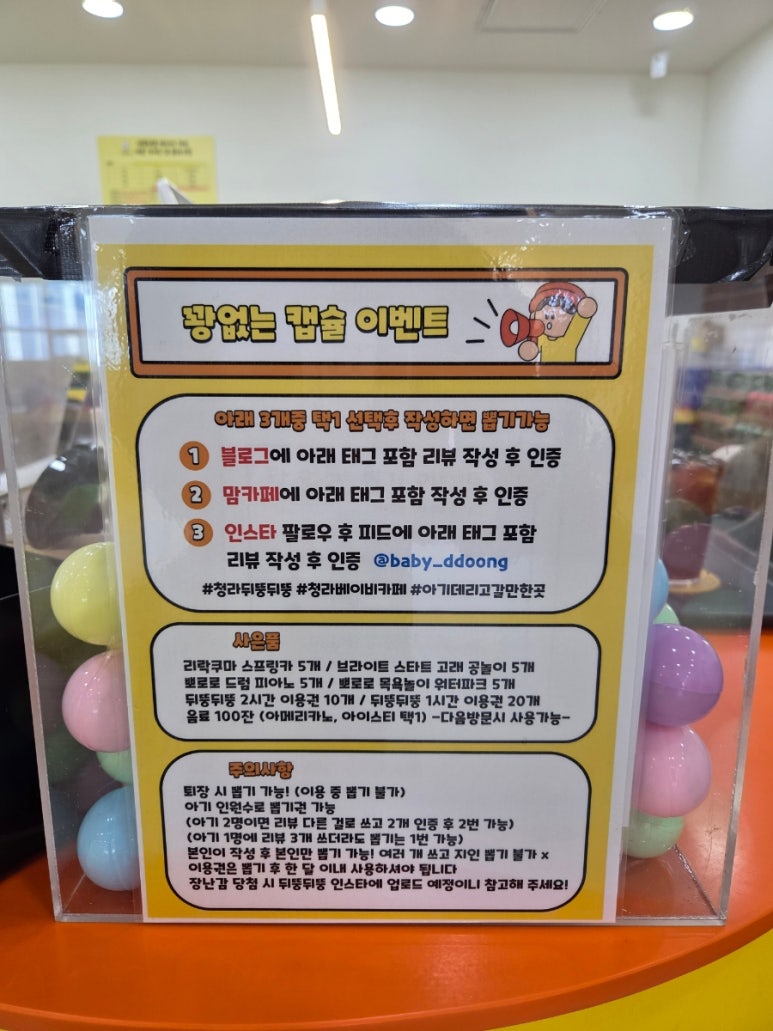 꽝없는 캡슐 이벤트
아래 3개중 택1 선택후 작성하면 뽑기가능
1 블로그에 아래 태그 포함 리뷰 작성 후 인증
2 맘카페에 아래 태그 포함 작성 후 인증
3 인스타 팔로우 후 피드에 아래 태그 포함
리뷰 작성 후 인증 @baby_ddoong
#청라뒤뚱뒤뚱 #청라베이비카페 #아기데리고갈만한곳
사은품
리락쿠마 스프링카 5개 / 브라이트 스타트 고래 공놀이 5개
뽀로로 드럼 피아노 5개 / 뽀로로 목욕놀이 워터파크 5개
뒤뚱뒤뚱 2시간 이용권 10개 / 뒤뚱뒤뚱 1시간 이용권 20개
음료 100잔 (아메리카노, 아이스티 택1) -다음방문시 사용가능-
주의사항
퇴장 시 뽑기 가능! (이용 중 뽑기 불가)
아기 인원수로 뽑기권 가능
(아기 2명이면 리뷰 다른 걸로 쓰고 2개 인증 후 2번 가능)
(아기 1명에 리뷰 3개 쓰더라도 뽑기는 1번 가능)
본인이 작성 후 본인만 뽑기 가능! 여러 개 쓰고 지인 뽑기 불가 x
이용권은 뽑기 후 한 달 이내 사용하셔야 됩니다
장난감 당첨 시 뒤뚱뒤뚱 인스타에 업로드 예정이니 참고해 주세요!